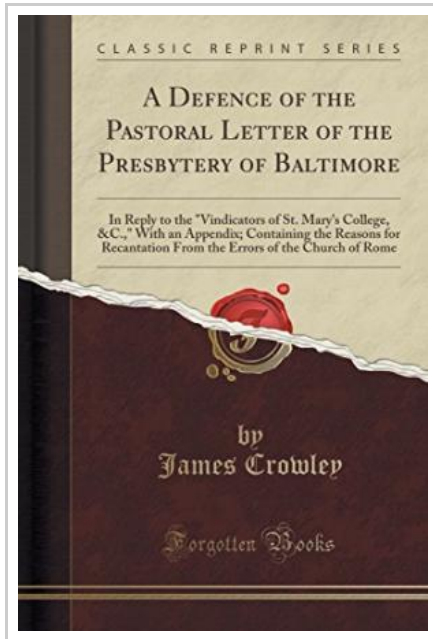 CLASSIC REPRINT SERIES
A DEFENCE OF THE
PASTORAL LETTER OF THE
PRESBYTERY OF BALTIMORE
In Reply to the "Vindicators of St. Mary's College,
&C.," With an Appendix; Containing the Reasons for
Recantation From the Errors of the Church of Rome
by
James Crowley
Forgotten Books